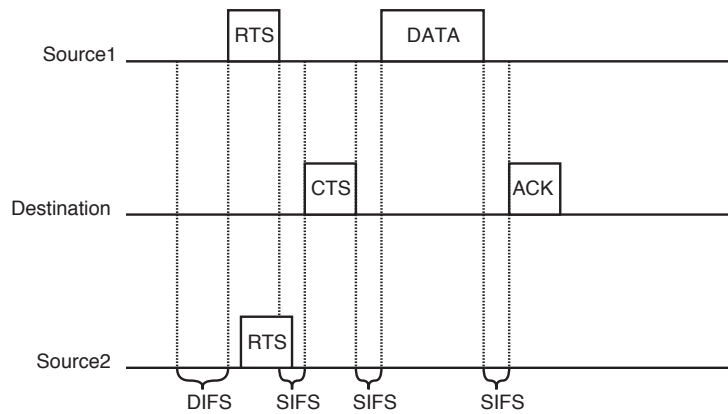 RTS
DATA
Source1
CTS
ACK
Destination
RTS
Source2
DIFS
SIFS
SIFS
SIFS